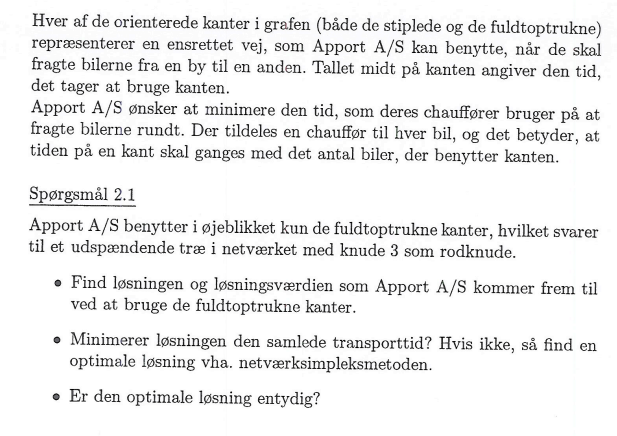 Hver af de orienterede kanter i grafen (både de stiplede og de fuldtoptrukne)
repræsenterer en ensrettet vej, som Apport A/S kan benytte, når de skal
fragte bilerne fra en by til en anden. Tallet midt på kanten angiver den tid,
det tager at bruge kanten.
Apport A/S ønsker at minimere den tid, som deres chauffører bruger på at
fragte bilerne rundt. Der tildeles en chauffør til hver bil, og det betyder, at
tiden på en kant skal ganges med det antal biler, der benytter kanten.
Spørgsmål 2.1
Apport A/S benytter i øjeblikket kun de fuldtoptrukne kanter, hvilket svarer
til et udspændende træ i netværket med knude 3 som rodknude.
• Find løsningen og løsningsværdien som Apport A/S kommer frem til
ved at bruge de fuldtoptrukne kanter.
• Minimerer løsningen den samlede transporttid? Hvis ikke, så find en
optimale løsning vha. netværksimpleksmetoden.
• Er den optimale løsning entydig?